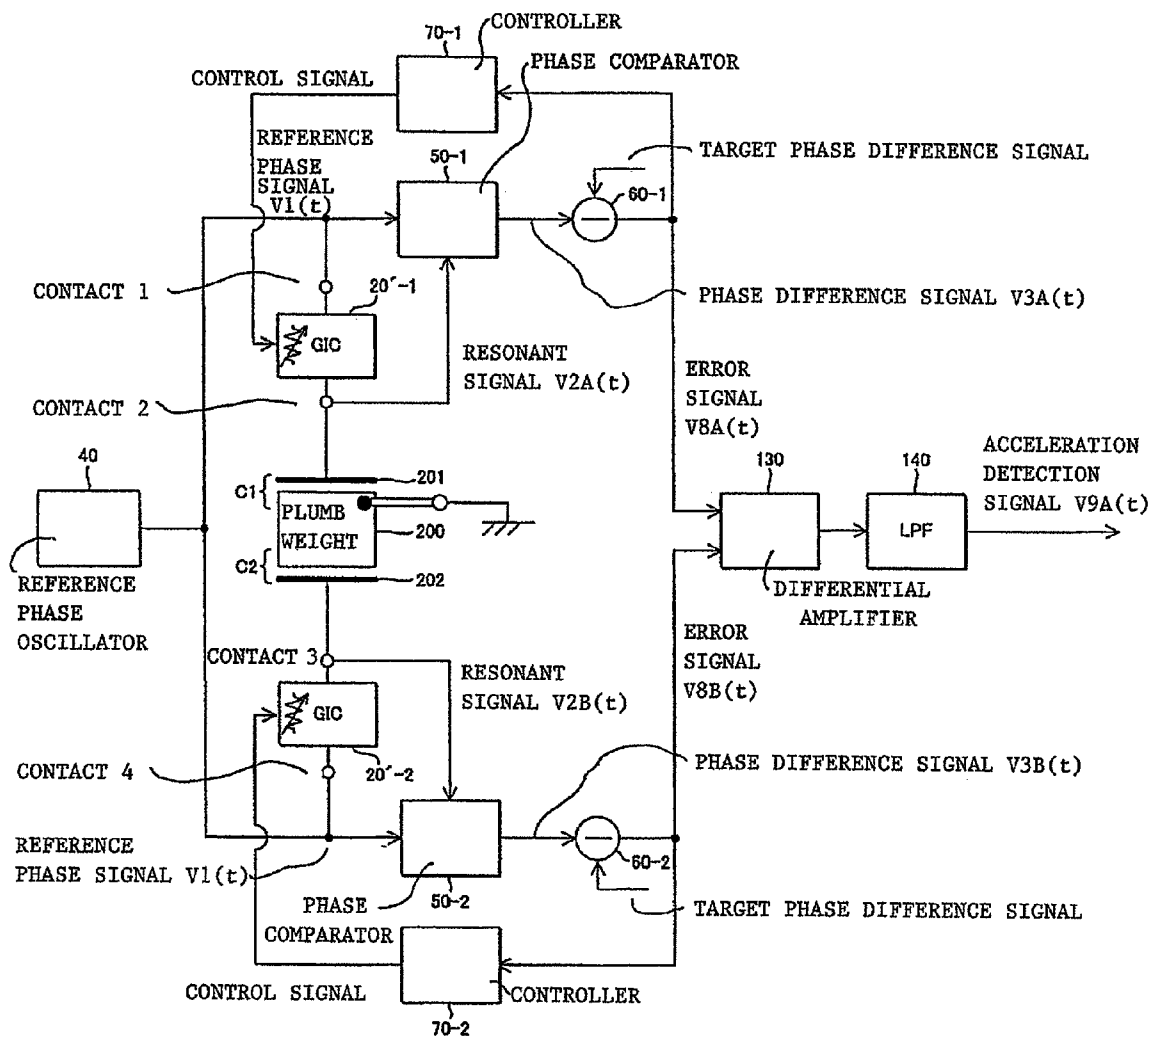 CONTROLLER
70-1
PHASE COMPARATOR
CONTROL SIGNAL
REFERENCE
PHASE
SIGNAL
V1(t)
50-1
TARGET PHASE DIFFERENCE SIGNAL
60-1
CONTACT 1
20´-1
PHASE DIFFERENCE SIGNAL V3A(t)
GIC
RESONANT
SIGNAL V2A(t)
ERROR
SIGNAL
V8A(t)
CONTACT 2
40
201
C1
130
140
ACCELERATION
DETECTION
SIGNAL V9A(t)
PLUMB
WEIGHT
200
LPF
C2
202
REFERENCE
PHASE
OSCILLATOR
DIFFERENTIAL
AMPLIFIER
ERROR
SIGNAL
V8B(t)
CONTACT 3
RESONANT
SIGNAL V2B(t)
GIC
CONTACT 4
20´-2
PHASE DIFFERENCE SIGNAL V3B(t)
REFERENCE
PHASE SIGNAL V1(t)
60-2
50-2
PHASE
COMPARATOR
TARGET PHASE DIFFERENCE SIGNAL
CONTROL SIGNAL
CONTROLLER
70-2